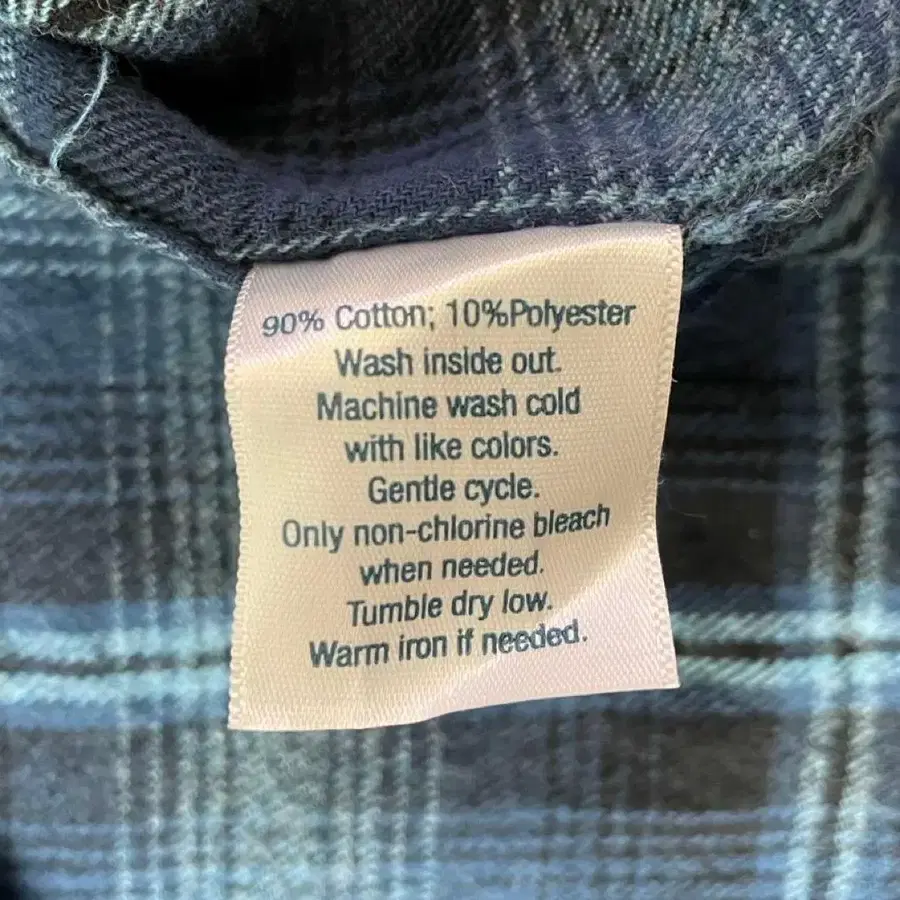 90% Cotton; 10%Polyester
Wash inside out.
Machine wash cold
with like colors.
Gentle cycle.
Only non-chlorine bleach
when needed.
Tumble dry low.
Warm iron if needed.